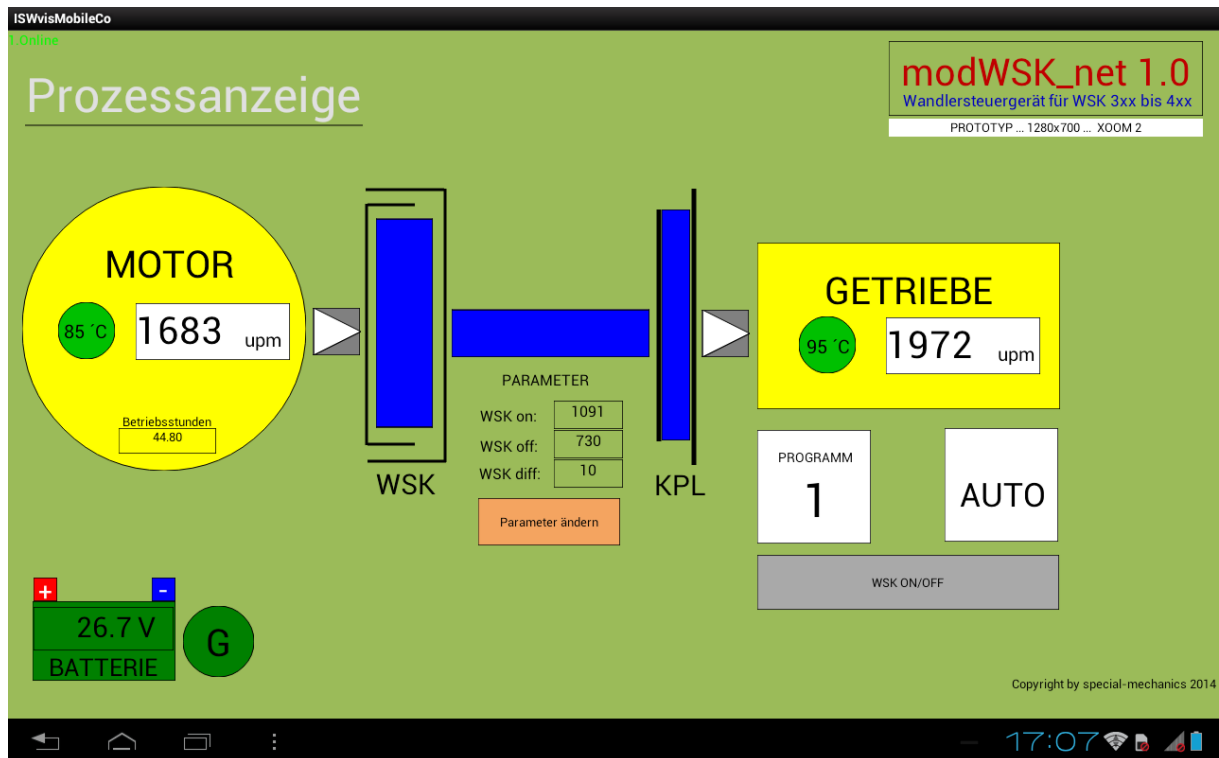 ISWvisMobileCo
1.Online
Prozessanzeige
modWSK_net 1.0
Wandlersteuergerät für WSK 3xx bis 4xx
PROTOTYP ... 1280x700 ... XOOM 2
MOTOR
85 ´C
1683 upm
Betriebsstunden
44.80
WSK
PARAMETER
WSK on: 1091
WSK off: 730
WSK diff: 10
Parameter ändern
KPL
GETRIEBE
95 ´C
1972 upm
PROGRAMM
1
AUTO
WSK ON/OFF
+ -
26.7 V
BATTERIE
G
Copyright by special-mechanics 2014
17:07